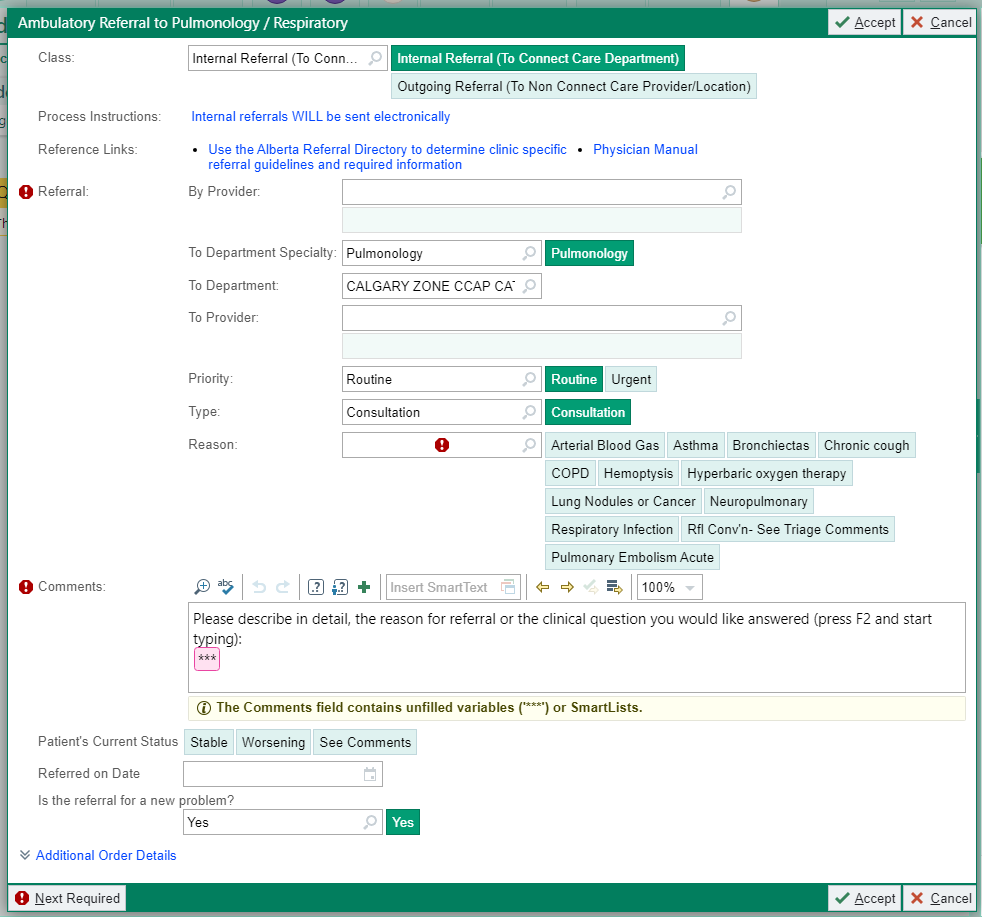 Ambulatory Referral to Pulmonology / Respiratory
Accept
Cancel
Class:
Internal Referral (To Conn...
Internal Referral (To Connect Care Department)
Outgoing Referral (To Non Connect Care Provider/Location)
Process Instructions:
Internal referrals WILL be sent electronically
Reference Links:
• Use the Alberta Referral Directory to determine clinic specific
referral guidelines and required information
• Physician Manual
Referral:
By Provider:
To Department Specialty:
Pulmonology
Pulmonology
To Department:
CALGARY ZONE CCAP CAT
To Provider:
Priority:
Routine
Routine
Urgent
Type:
Consultation
Consultation
Reason:
Arterial Blood Gas
Asthma
Bronchiectas
Chronic cough
COPD
Hemoptysis
Hyperbaric oxygen therapy
Lung Nodules or Cancer
Neuropulmonary
Respiratory Infection
Rfl Conv'n- See Triage Comments
Pulmonary Embolism Acute
Comments:
abc
Insert SmartText
100%
Please describe in detail, the reason for referral or the clinical question you would like answered (press F2 and start
typing):
***
The Comments field contains unfilled variables ('***') or SmartLists.
Patient's Current Status
Stable
Worsening
See Comments
Referred on Date
Is the referral for a new problem?
Yes
Yes
Additional Order Details
Next Required
Accept
Cancel